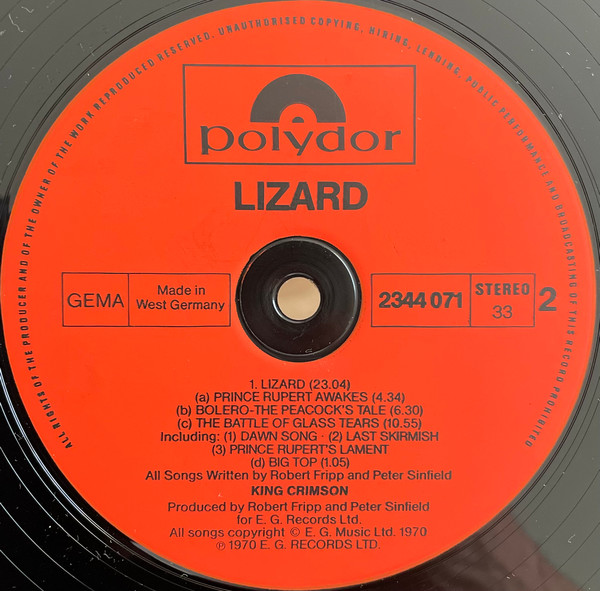 ALL RIGHTS OF THE PRODUCER AND OF THE OWNER OF THE WORK REPRODUCED RESERVED. UNAUTHORISED COPYING, HIRING, LENDING, PUBLIC PERFORMANCE AND BROADCASTING OF THIS RECORD PROHIBITED
polydor
LIZARD
GEMA
Made in
West Germany
2344 071
STEREO
33
2
1. LIZARD (23.04)
(a) PRINCE RUPERT AWAKES (4.34)
(b) BOLERO-THE PEACOCK'S TALE (6.30)
(c) THE BATTLE OF GLASS TEARS (10.55)
Including: (1) DAWN SONG · (2) LAST SKIRMISH
(3) PRINCE RUPERT'S LAMENT
(d) BIG TOP (1.05)
All Songs Written by Robert Fripp and Peter Sinfield
KING CRIMSON
Produced by Robert Fripp and Peter Sinfield
for E. G. Records Ltd.
All songs copyright © E. G. Music Ltd. 1970
℗ 1970 E. G. RECORDS LTD.